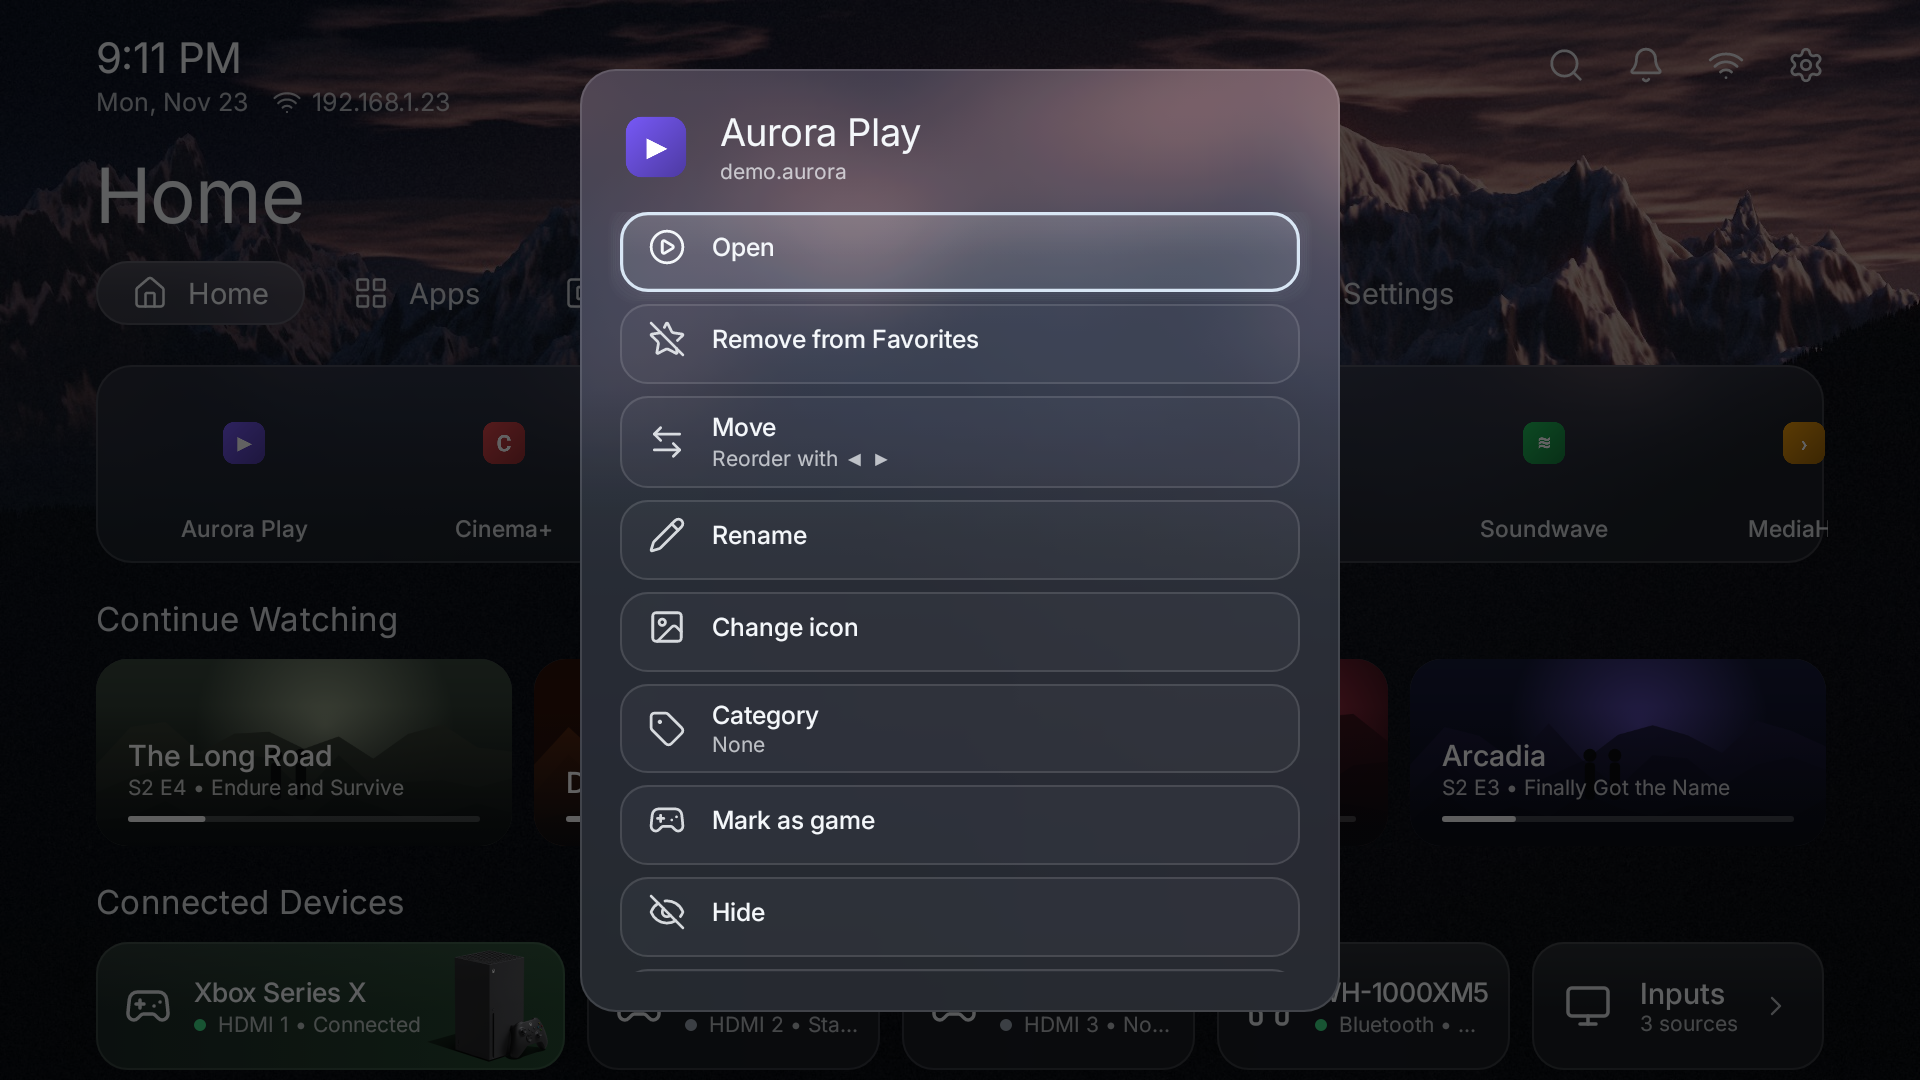 9:11 PM
Mon, Nov 23
192.168.1.23
Home
Home
Apps
Settings
Aurora Play
C
Cinema+
Soundwave
Continue Watching
The Long Road
S2 E4 • Endure and Survive
Arcadia
S2 E3 • Finally Got the Name
Connected Devices
Xbox Series X
HDMI 1 • Connected
HDMI 2 • Sta...
HDMI 3 • No...
WH-1000XM5
Bluetooth • ...
Inputs
3 sources
Aurora Play
demo.aurora
Open
Remove from Favorites
Move
Reorder with ◄ ►
Rename
Change icon
Category
None
Mark as game
Hide